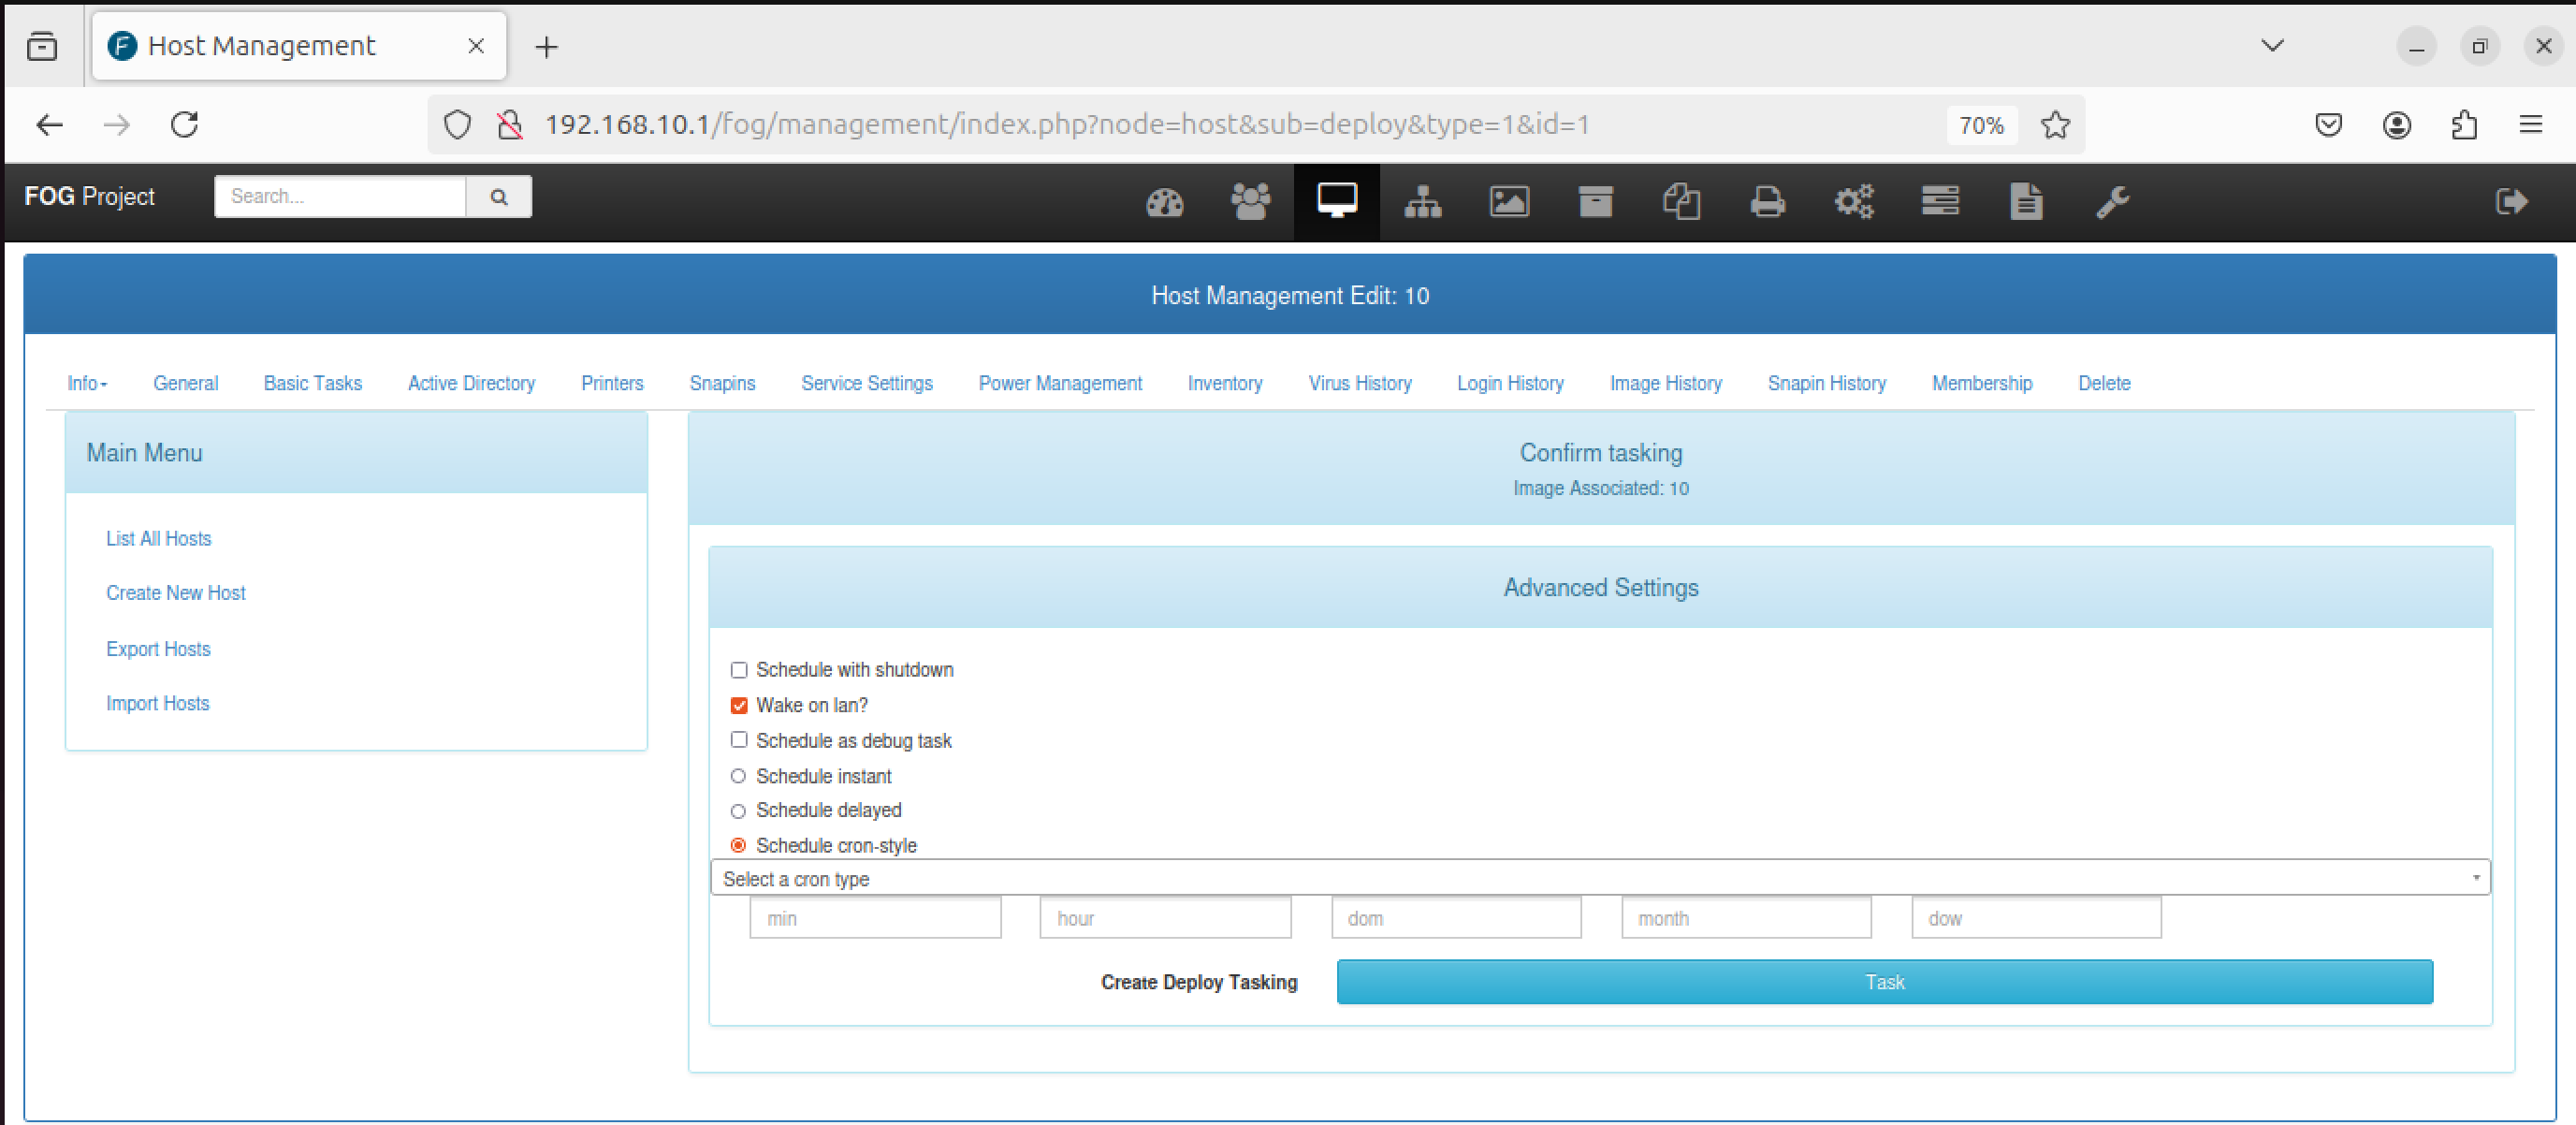 Host Management
192.168.10.1/fog/management/index.php?node=host&sub=deploy&type=1&id=1
70%
FOG Project
Search...
Host Management Edit: 10
Info
General
Basic Tasks
Active Directory
Printers
Snapins
Service Settings
Power Management
Inventory
Virus History
Login History
Image History
Snapin History
Membership
Delete
Main Menu
List All Hosts
Create New Host
Export Hosts
Import Hosts
Confirm tasking
Image Associated: 10
Advanced Settings
Schedule with shutdown
Wake on lan?
Schedule as debug task
Schedule instant
Schedule delayed
Schedule cron-style
Select a cron type
min
hour
dom
month
dow
Create Deploy Tasking
Task